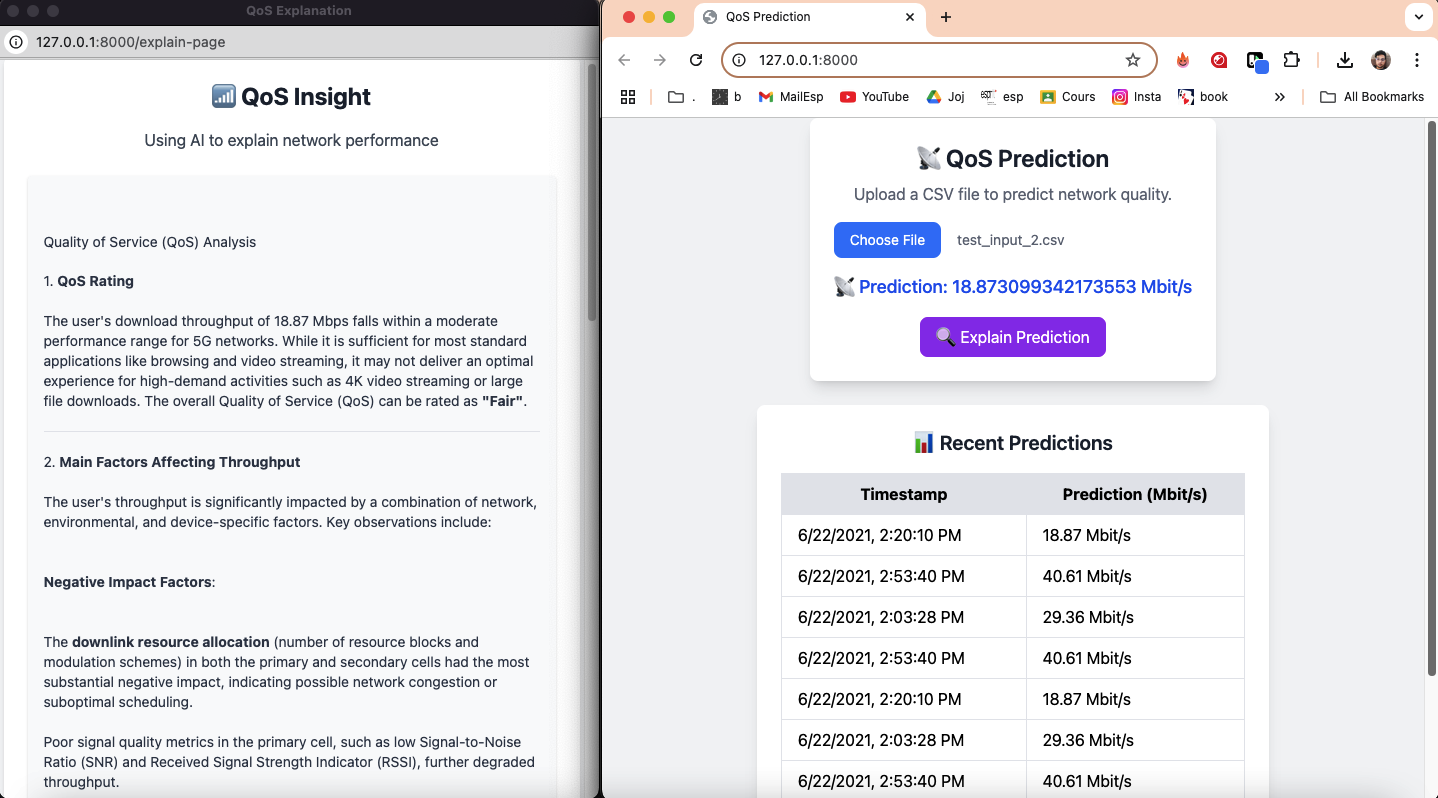 QoS Explanation
127.0.0.1:8000/explain-page
QoS Insight
Using AI to explain network performance
Quality of Service (QoS) Analysis
1. QoS Rating
The user's download throughput of 18.87 Mbps falls within a moderate
performance range for 5G networks. While it is sufficient for most standard
applications like browsing and video streaming, it may not deliver an optimal
experience for high-demand activities such as 4K video streaming or large
file downloads. The overall Quality of Service (QoS) can be rated as "Fair".
2. Main Factors Affecting Throughput
The user's throughput is significantly impacted by a combination of network,
environmental, and device-specific factors. Key observations include:
Negative Impact Factors:
The downlink resource allocation (number of resource blocks and
modulation schemes) in both the primary and secondary cells had the most
substantial negative impact, indicating possible network congestion or
suboptimal scheduling.
Poor signal quality metrics in the primary cell, such as low Signal-to-Noise
Ratio (SNR) and Received Signal Strength Indicator (RSSI), further degraded
throughput.
QoS Prediction
127.0.0.1:8000
. b MailEsp YouTube Joj esp Cours Insta book » All Bookmarks
QoS Prediction
Upload a CSV file to predict network quality.
Choose File test_input_2.csv
Prediction: 18.873099342173553 Mbit/s
Explain Prediction
Recent Predictions
Timestamp Prediction (Mbit/s)
6/22/2021, 2:20:10 PM 18.87 Mbit/s
6/22/2021, 2:53:40 PM 40.61 Mbit/s
6/22/2021, 2:03:28 PM 29.36 Mbit/s
6/22/2021, 2:53:40 PM 40.61 Mbit/s
6/22/2021, 2:20:10 PM 18.87 Mbit/s
6/22/2021, 2:03:28 PM 29.36 Mbit/s
6/22/2021, 2:53:40 PM 40.61 Mbit/s